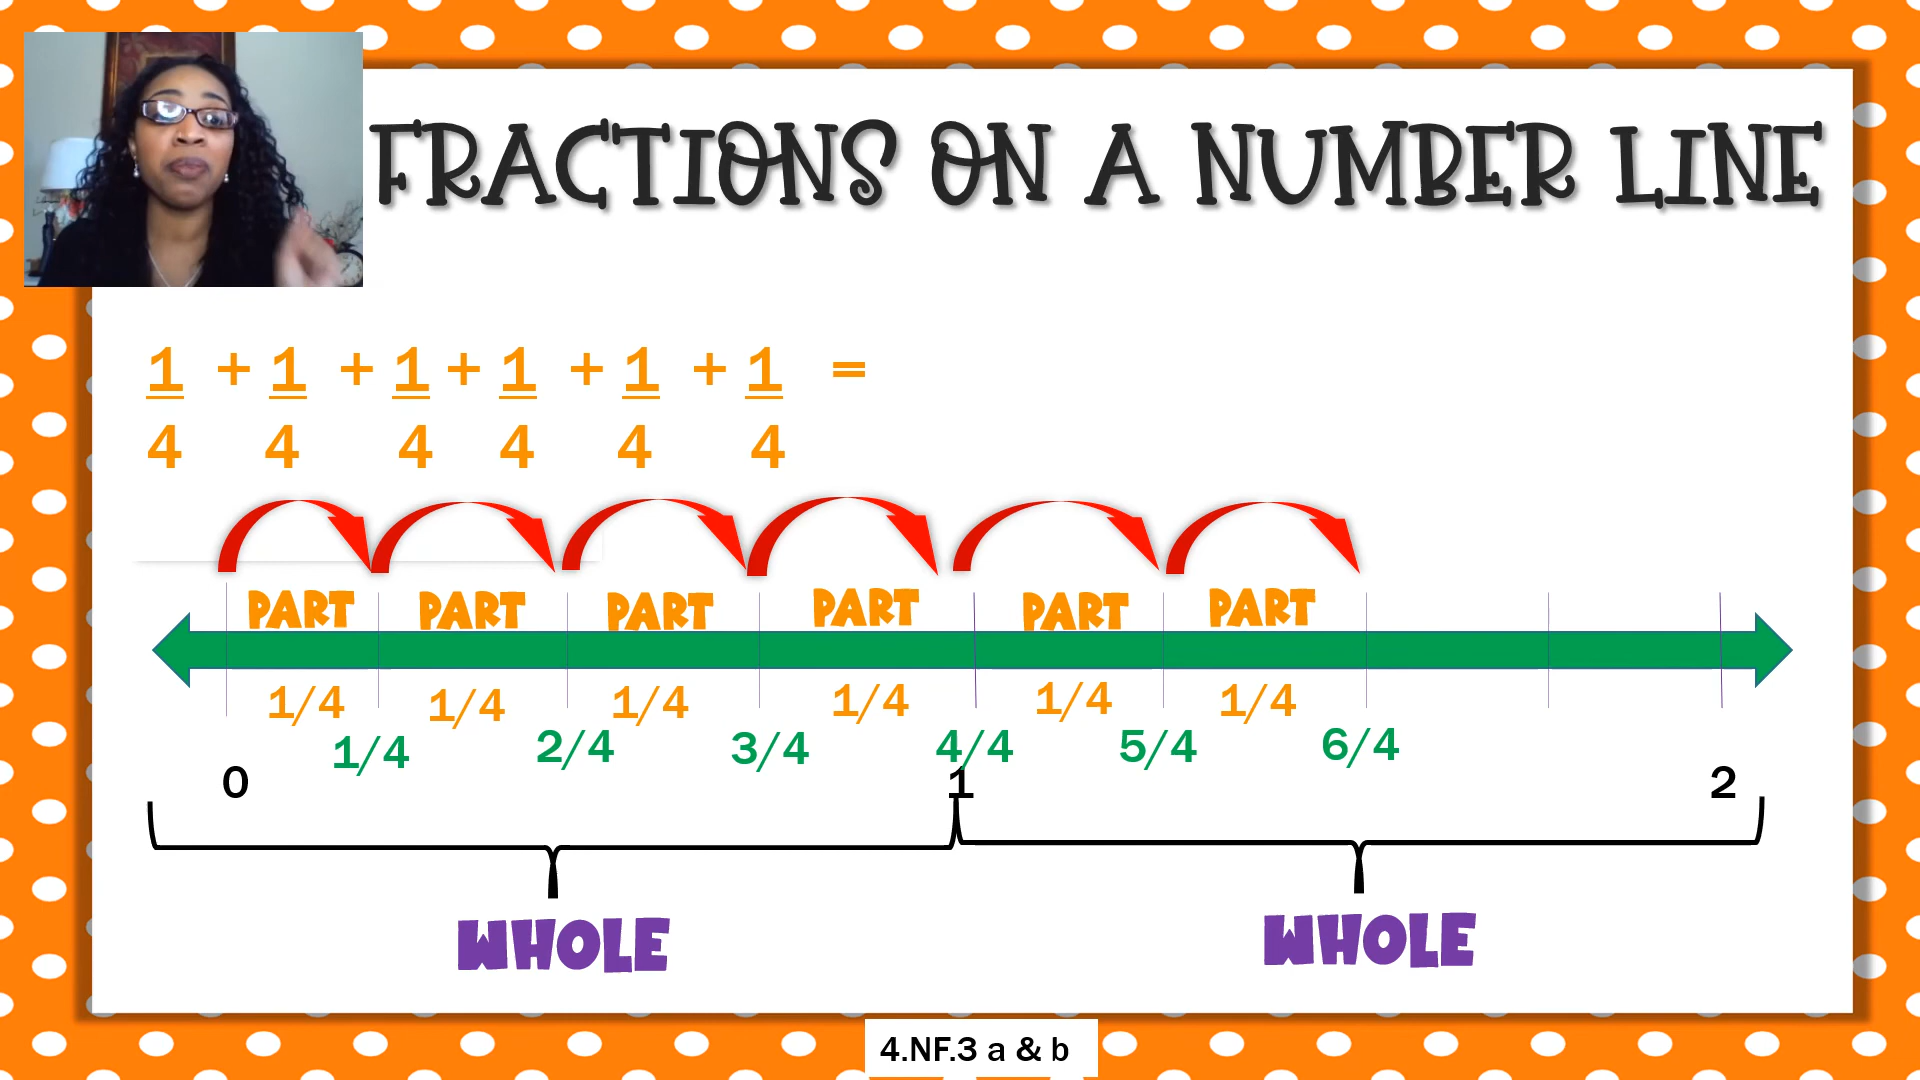 FRACTIONS ON A NUMBER LINE
1 + 1 + 1 + 1 + 1 + 1 =
4 4 4 4 4 4
PART PART PART PART PART PART
1/4 1/4 1/4 1/4 1/4 1/4
1/4 2/4 3/4 4/4 5/4 6/4
0 1 2
WHOLE WHOLE
4.NF.3 a & b